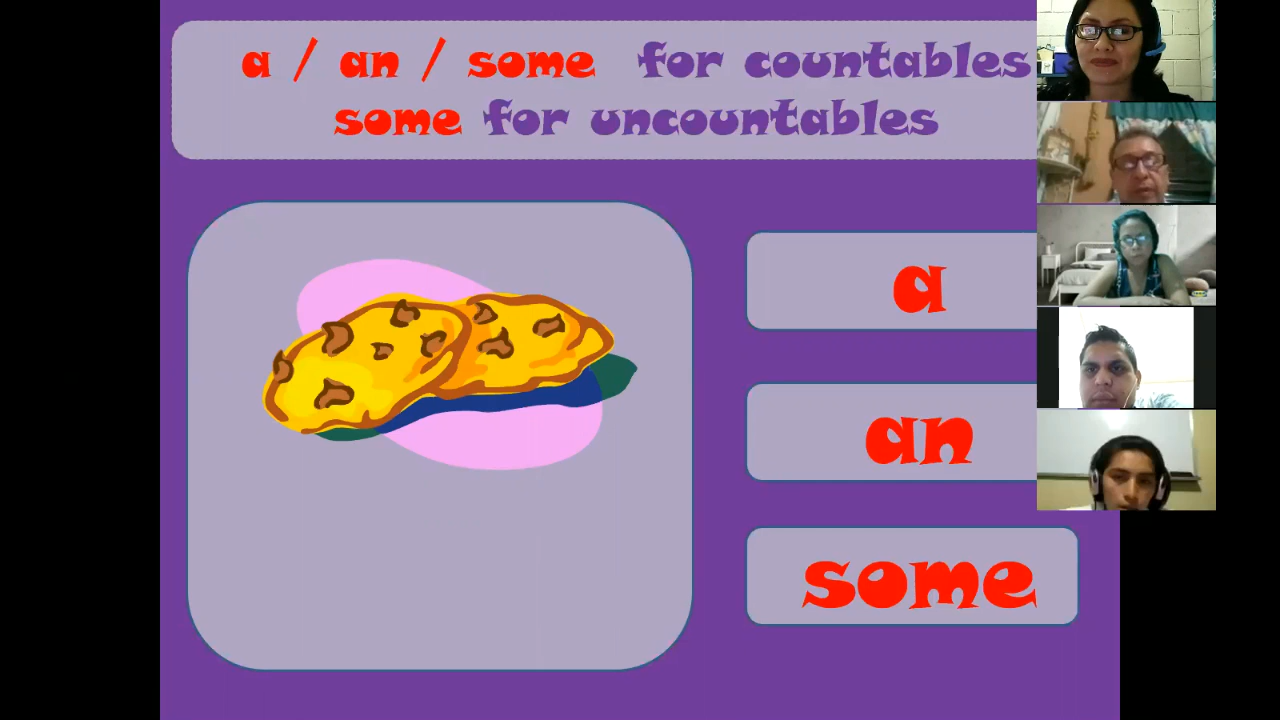 a / an / some for countables
some for uncountables
a
an
some